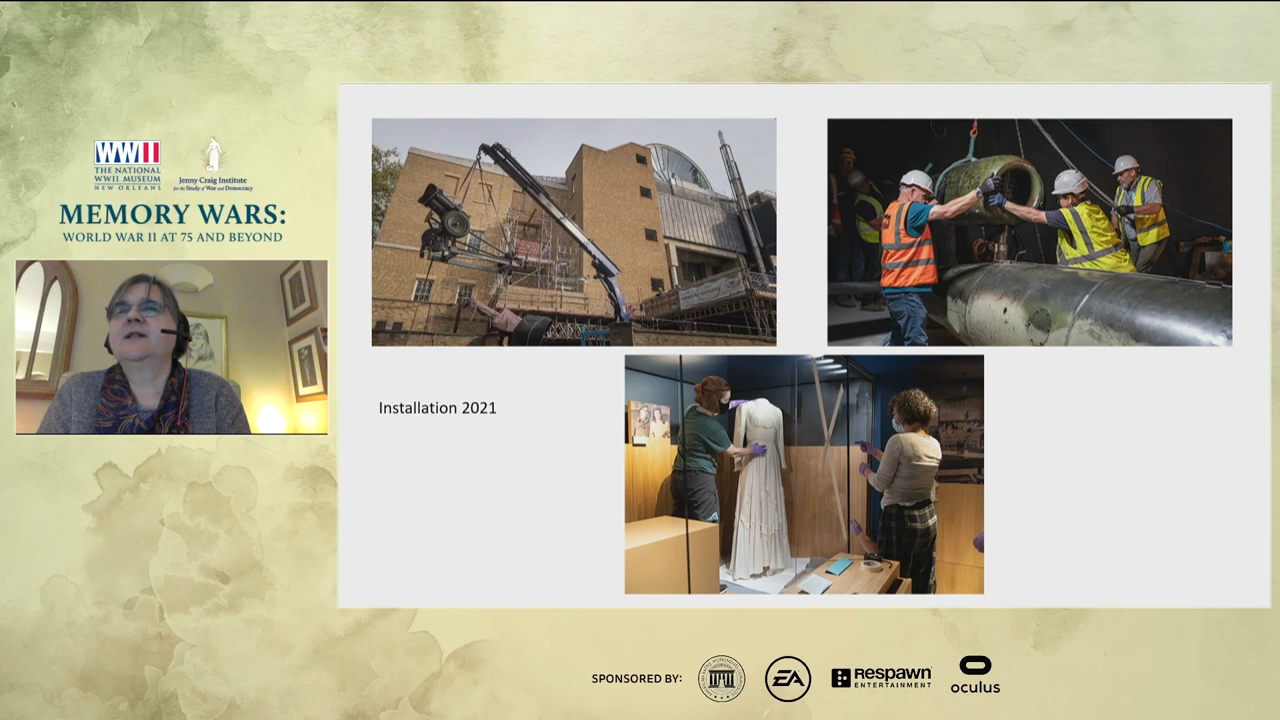 WWII
THE NATIONAL
WWII MUSEUM
NEW ORLEANS
Jenny Craig Institute
for the Study of War and Democracy
MEMORY WARS:
WORLD WAR II AT 75 AND BEYOND
Installation 2021
SPONSORED BY:
EA
RESPAWN
ENTERTAINMENT
oculus